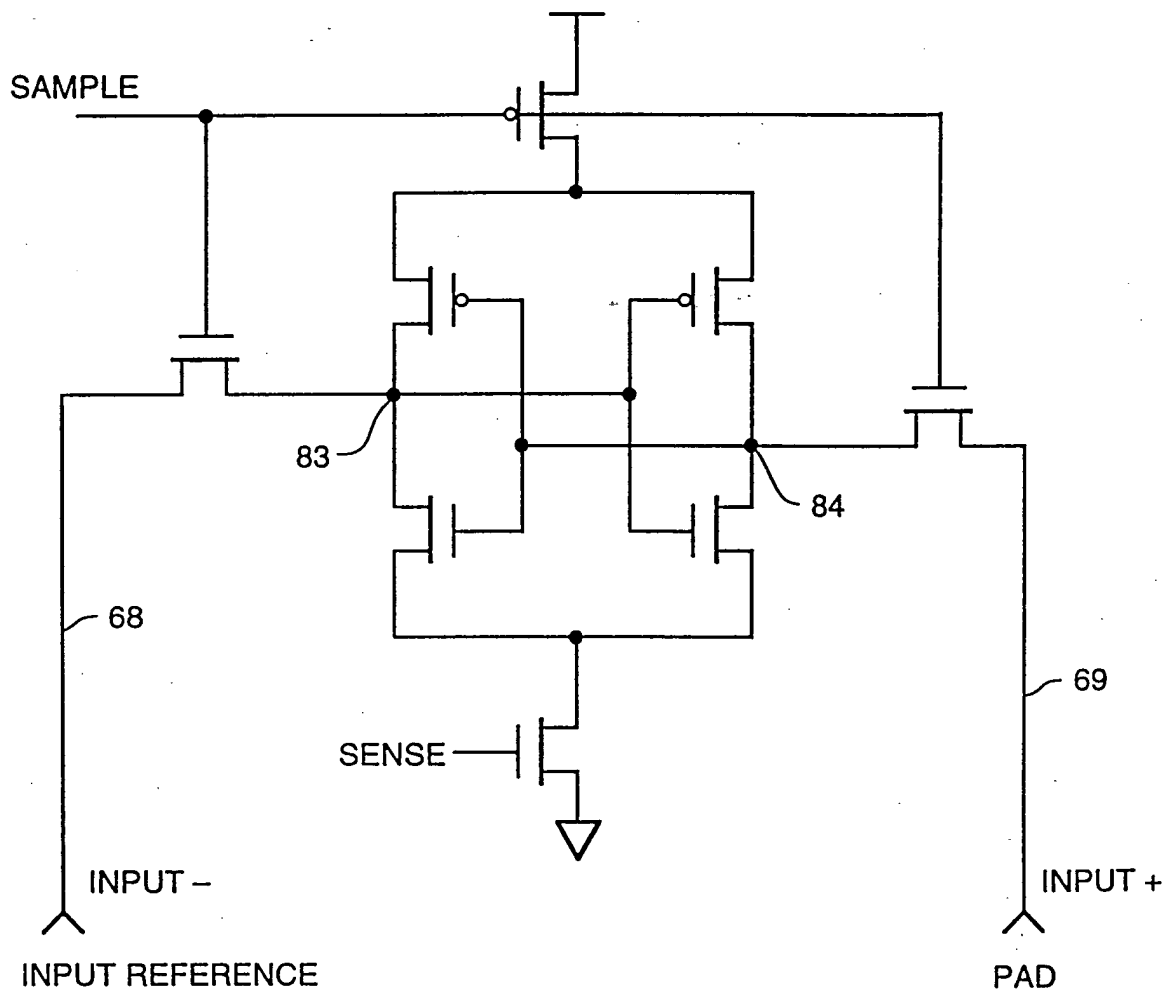 SAMPLE
83
84
68
69
SENSE
INPUT –
INPUT +
INPUT REFERENCE
PAD